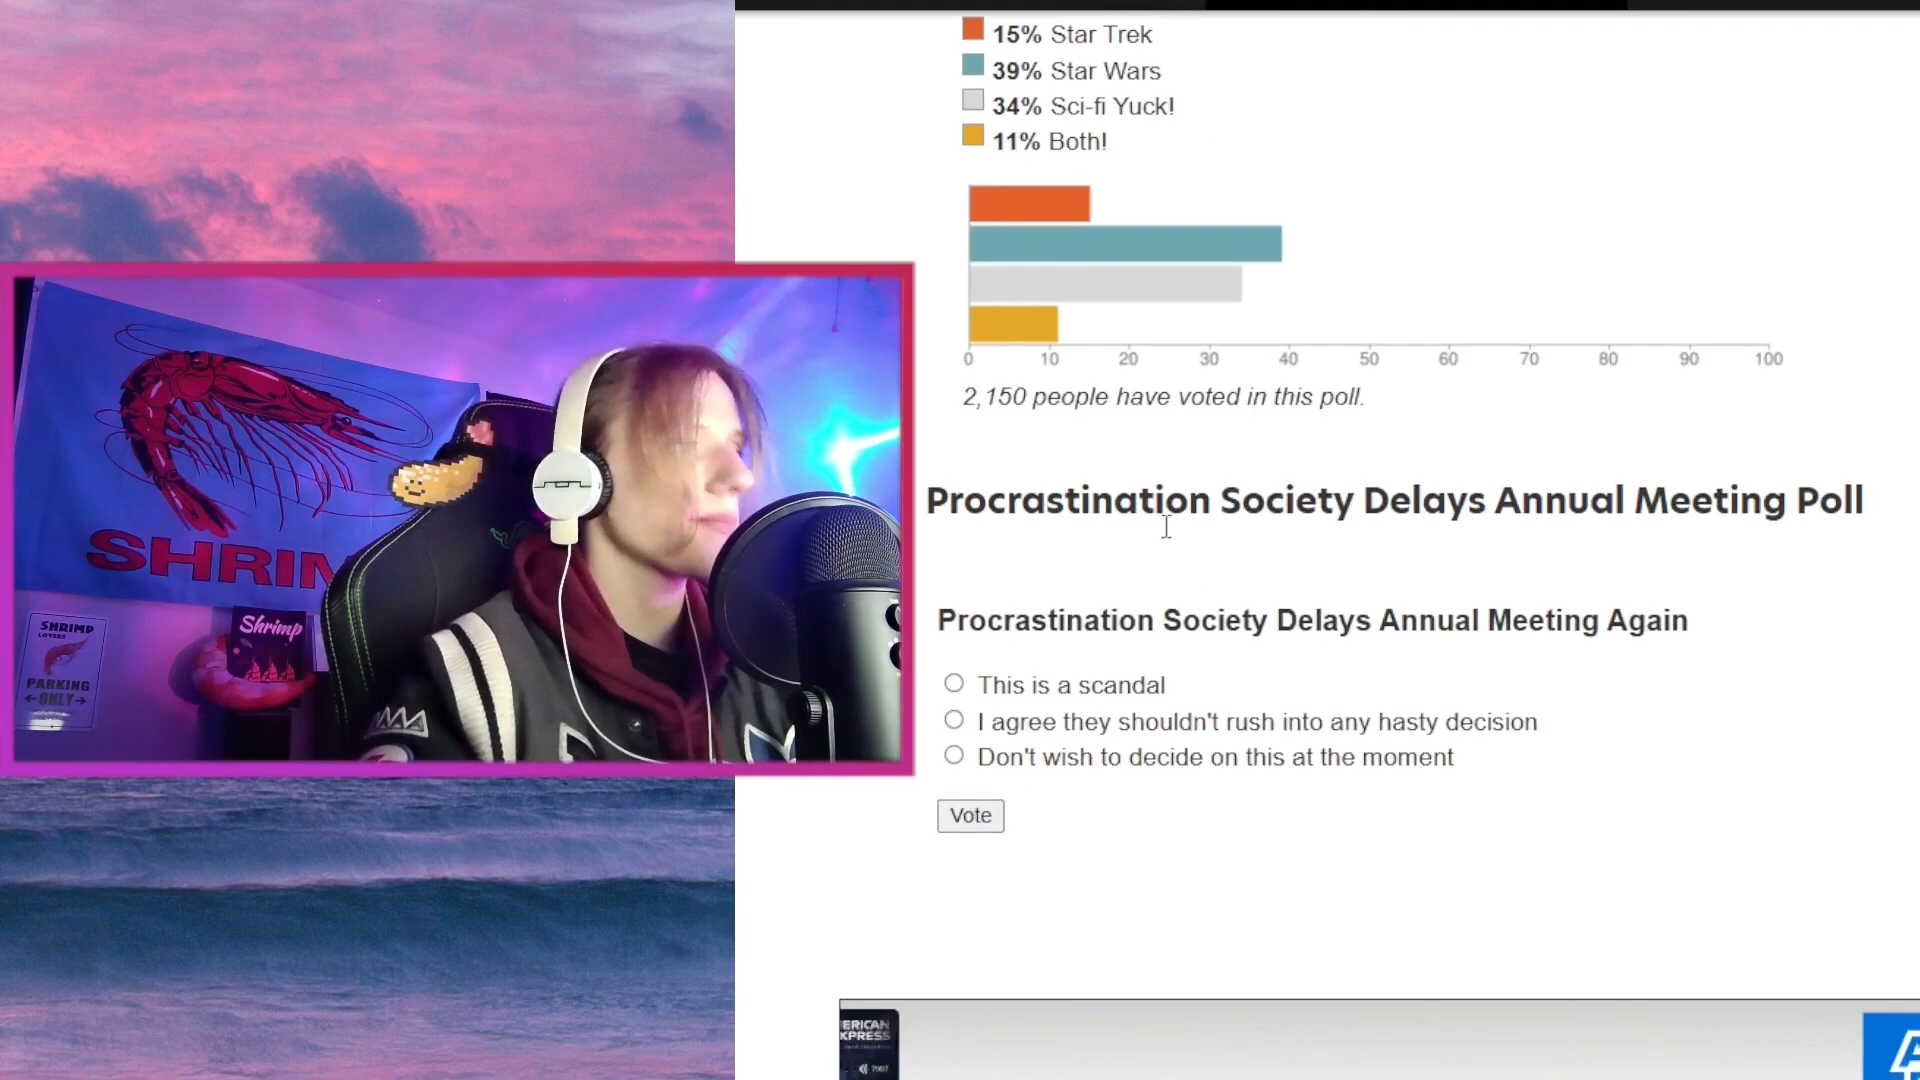 15% Star Trek
39% Star Wars
34% Sci-fi Yuck!
11% Both!
0 10 20 30 40 50 60 70 80 90 100
2,150 people have voted in this poll.
Procrastination Society Delays Annual Meeting Poll
Procrastination Society Delays Annual Meeting Again
This is a scandal
I agree they shouldn't rush into any hasty decision
Don't wish to decide on this at the moment
Vote
SHRIM
SHRIMP
LOVERS
PARKING
←ONLY→
Shrimp
ERICAN
XPRESS